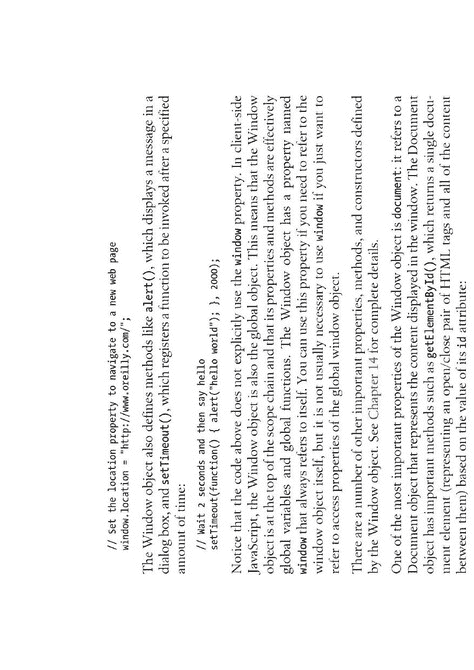 // Set the location property to navigate to a new web page
window.location = "http://www.oreilly.com/";
The Window object also defines methods like alert(), which displays a message in a
dialog box, and setTimeout(), which registers a function to be invoked after a specified
amount of time:
// Wait 2 seconds and then say hello
setTimeout(function() { alert("hello world"); }, 2000);
Notice that the code above does not explicitly use the window property. In client-side
JavaScript, the Window object is also the global object. This means that the Window
object is at the top of the scope chain and that its properties and methods are effectively
global variables and global functions. The Window object has a property named
window that always refers to itself. You can use this property if you need to refer to the
window object itself, but it is not usually necessary to use window if you just want to
refer to access properties of the global window object.
There are a number of other important properties, methods, and constructors defined
by the Window object. See Chapter 14 for complete details.
One of the most important properties of the Window object is document: it refers to a
Document object that represents the content displayed in the window. The Document
object has important methods such as getElementById(), which returns a single docu-
ment element (representing an open/close pair of HTML tags and all of the content
between them) based on the value of its id attribute: